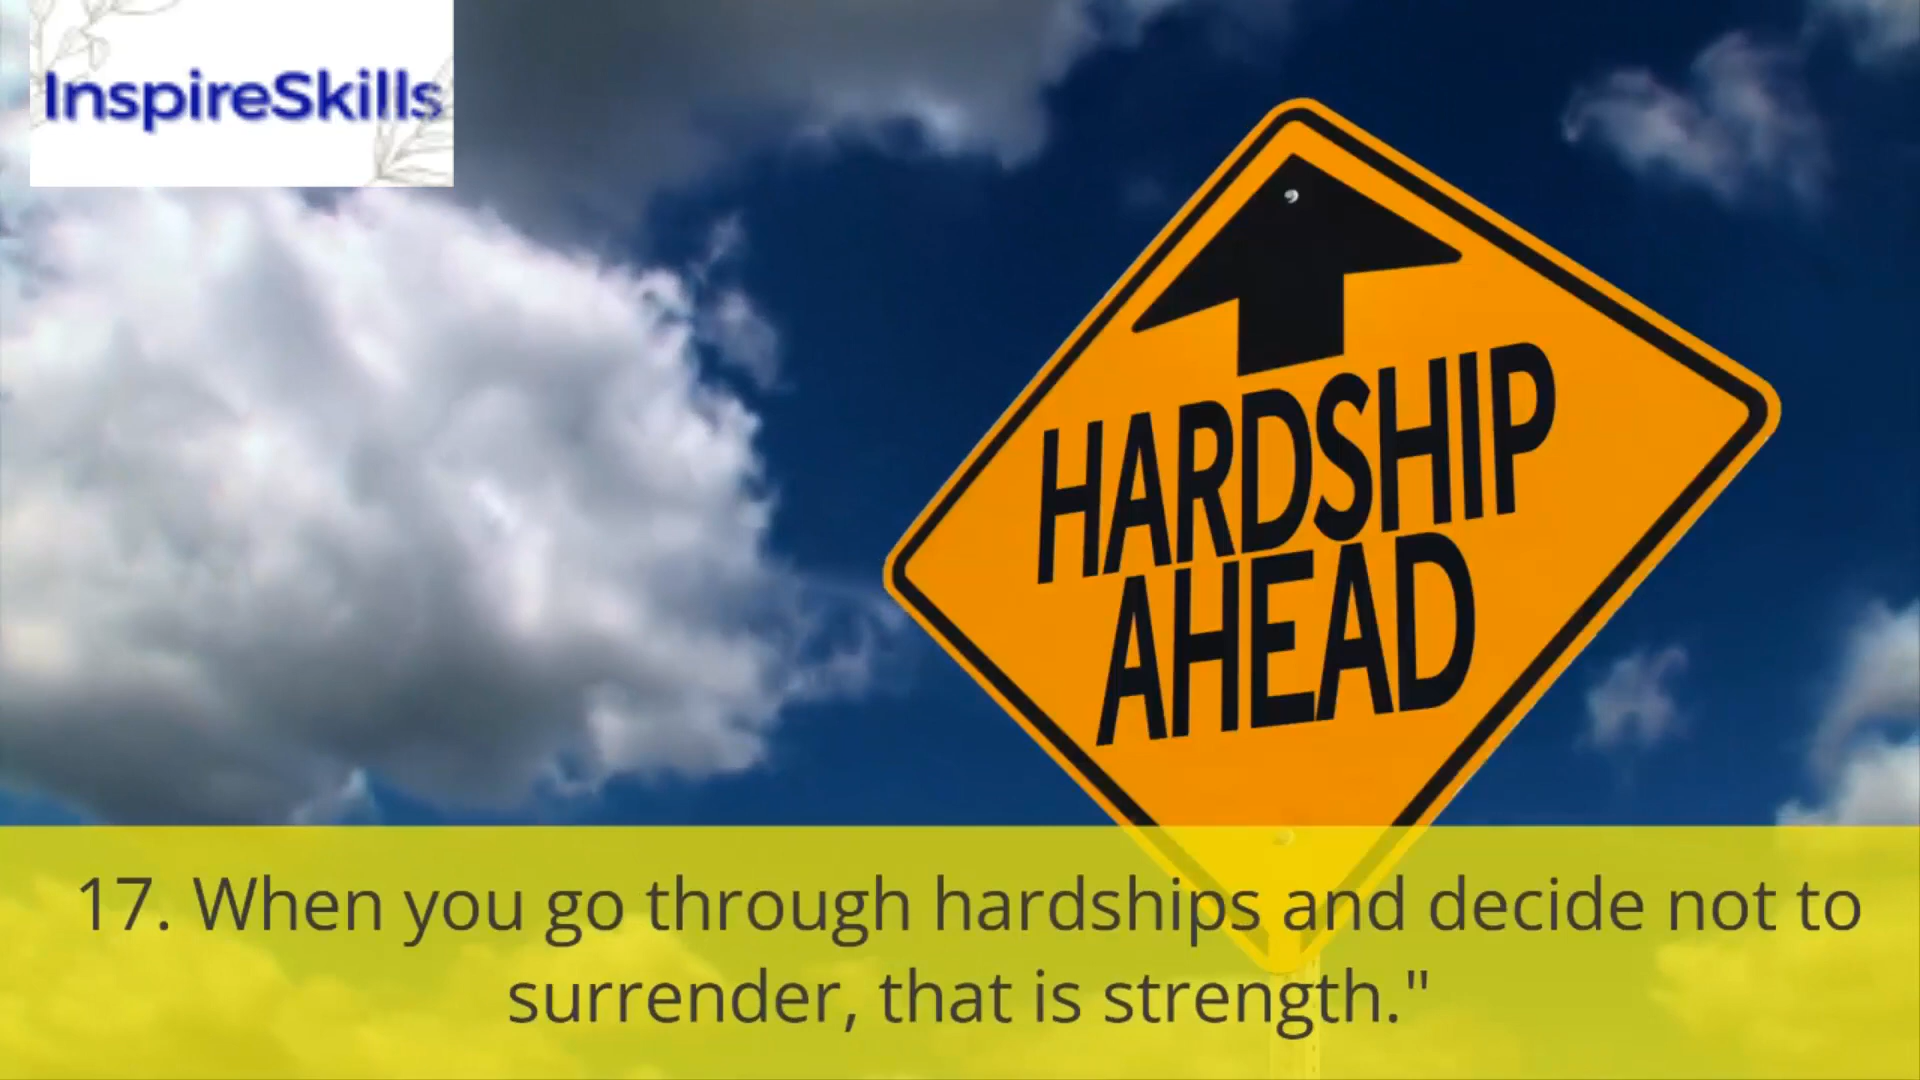 InspireSkills
HARDSHIP
AHEAD
17. When you go through hardships and decide not to
surrender, that is strength."